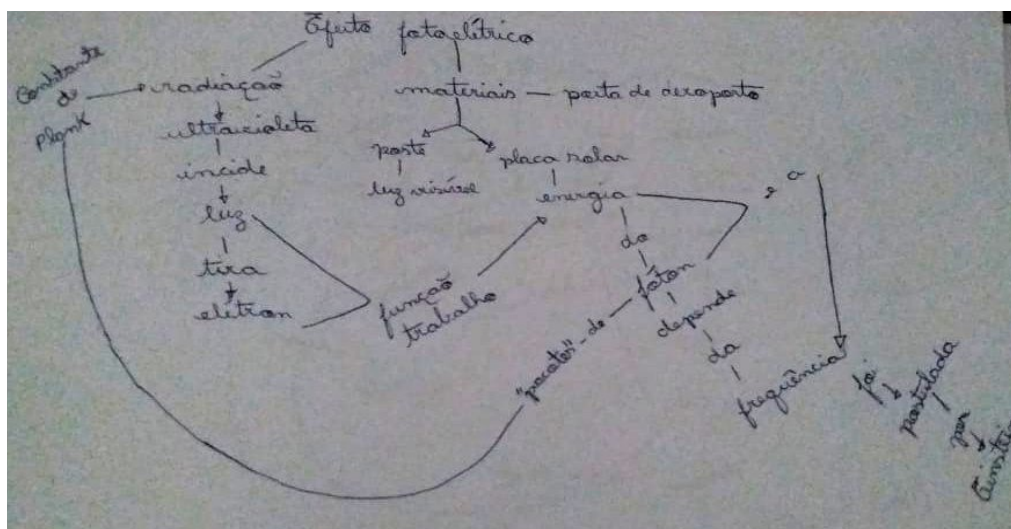 Efeito fotoelétrico
Constante
de
Plank
radiação
materiais — porta de aeroporto
ultravioleta
poste
placa solar
incide
luz visível
energia
e a
luz
do
tira
função
trabalho
fóton
elétron
"pacotes" - de
depende
da
frequência
foi
postulada
por
Einstein